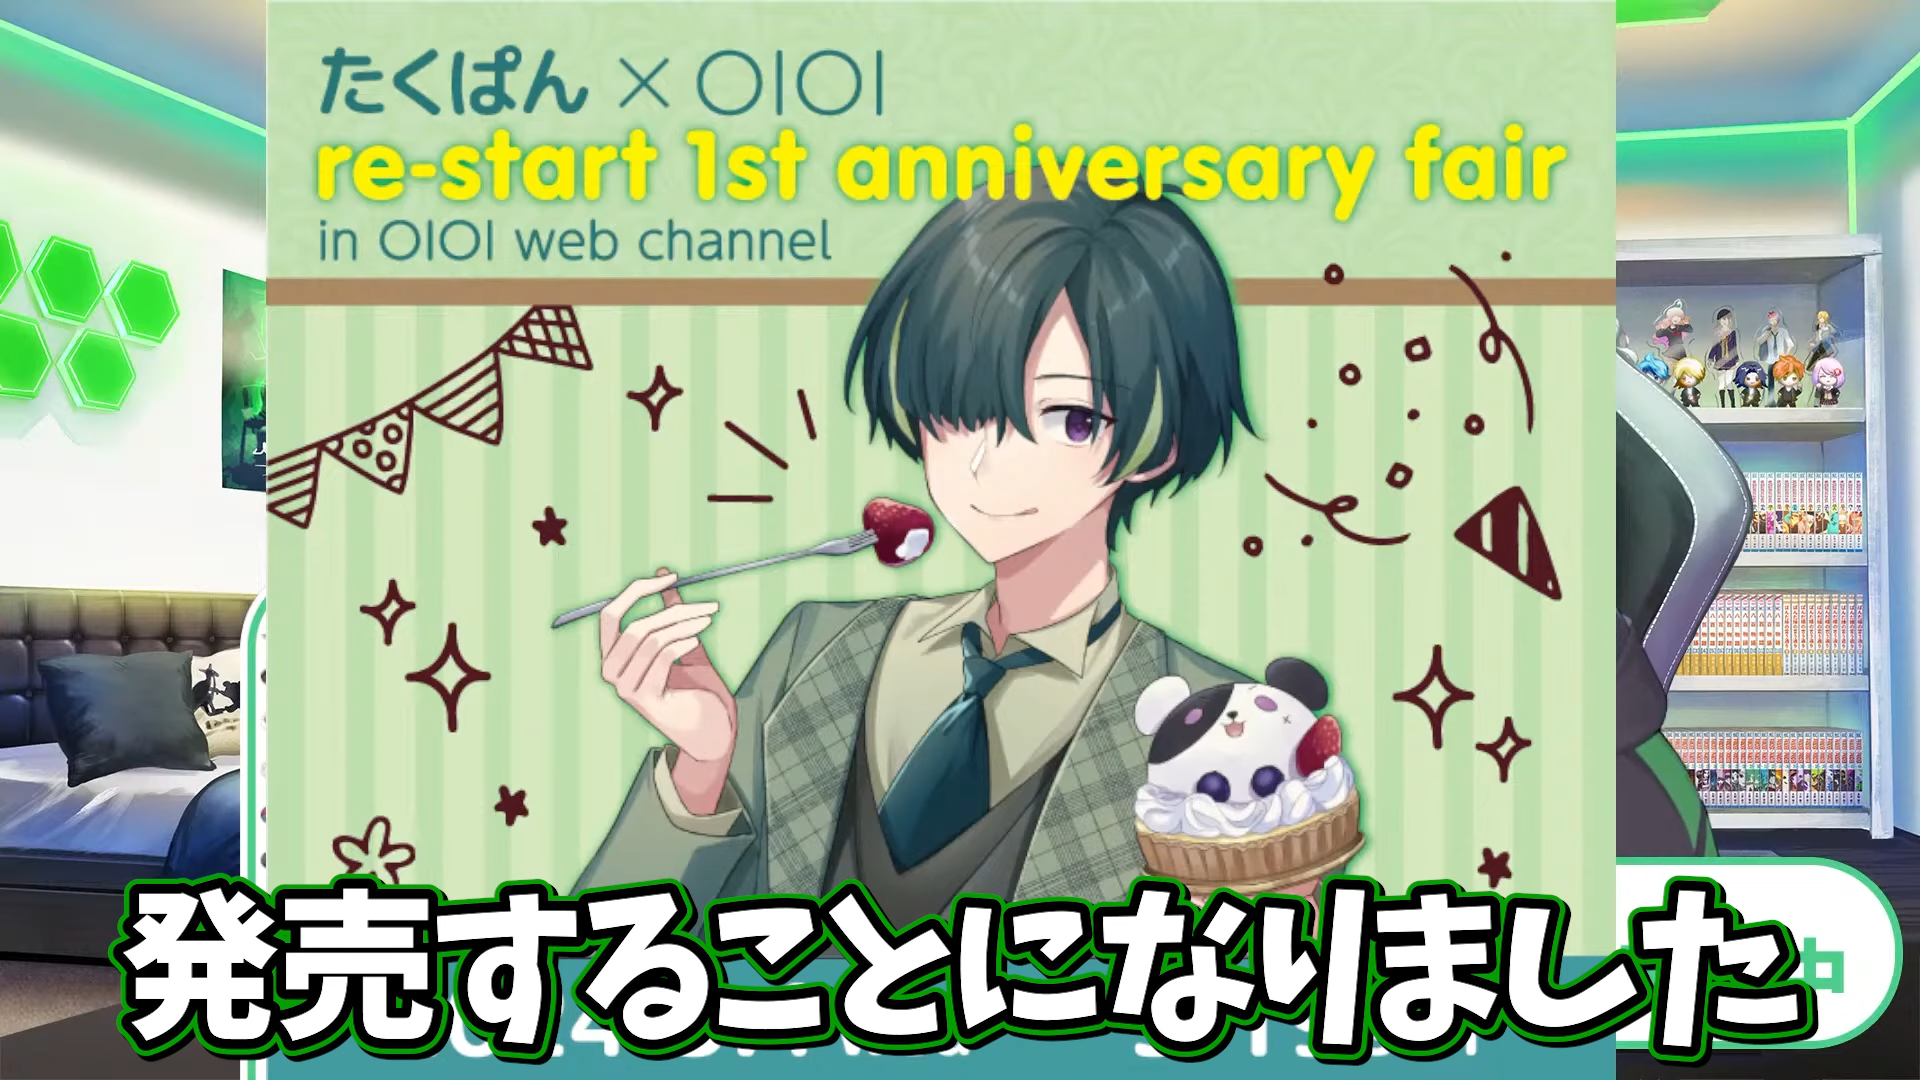 たくぱん × OIOI
re-start 1st anniversary fair
in OIOI web channel
発売することになりました
中